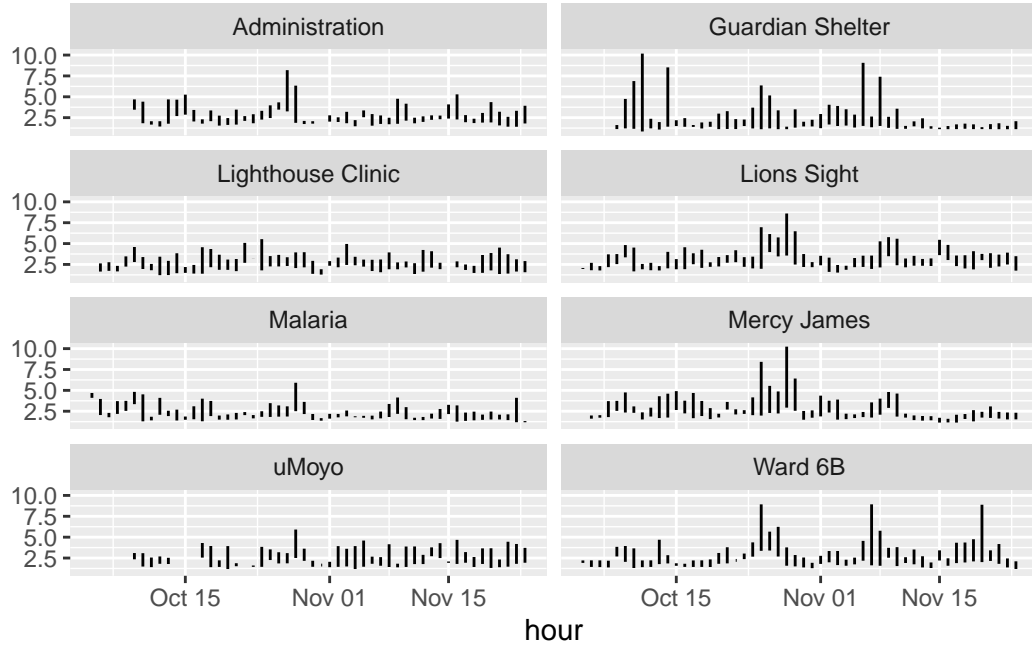 Administration
Guardian Shelter
10.0
7.5
5.0
2.5
Lighthouse Clinic
Lions Sight
10.0
7.5
5.0
2.5
Malaria
Mercy James
10.0
7.5
5.0
2.5
uMoyo
Ward 6B
10.0
7.5
5.0
2.5
Oct 15 Nov 01 Nov 15
Oct 15 Nov 01 Nov 15
hour